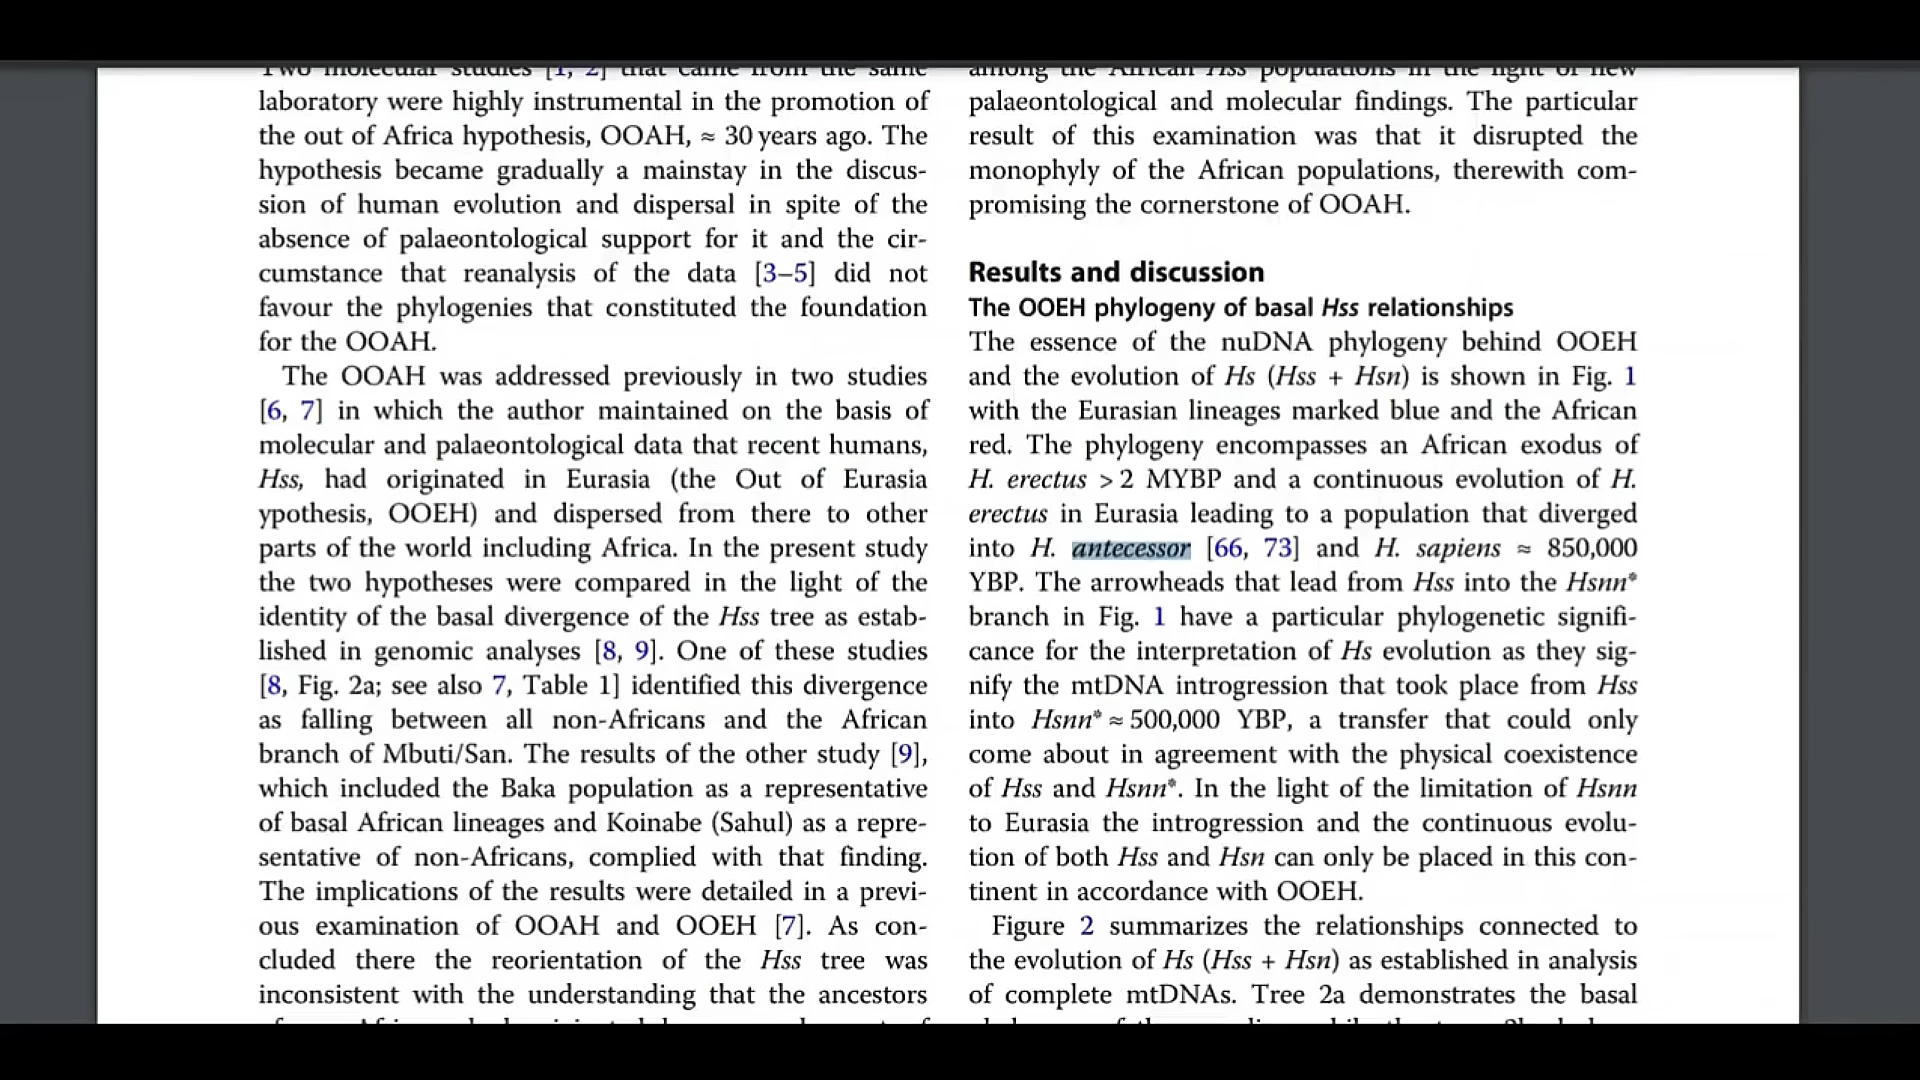 Two molecular studies [1, 2] that came from the same
laboratory were highly instrumental in the promotion of
the out of Africa hypothesis, OOAH, ≈ 30 years ago. The
hypothesis became gradually a mainstay in the discus-
sion of human evolution and dispersal in spite of the
absence of palaeontological support for it and the cir-
cumstance that reanalysis of the data [3–5] did not
favour the phylogenies that constituted the foundation
for the OOAH.
The OOAH was addressed previously in two studies
[6, 7] in which the author maintained on the basis of
molecular and palaeontological data that recent humans,
Hss, had originated in Eurasia (the Out of Eurasia
ypothesis, OOEH) and dispersed from there to other
parts of the world including Africa. In the present study
the two hypotheses were compared in the light of the
identity of the basal divergence of the Hss tree as estab-
lished in genomic analyses [8, 9]. One of these studies
[8, Fig. 2a; see also 7, Table 1] identified this divergence
as falling between all non-Africans and the African
branch of Mbuti/San. The results of the other study [9],
which included the Baka population as a representative
of basal African lineages and Koinabe (Sahul) as a repre-
sentative of non-Africans, complied with that finding.
The implications of the results were detailed in a previ-
ous examination of OOAH and OOEH [7]. As con-
cluded there the reorientation of the Hss tree was
inconsistent with the understanding that the ancestors
among the African Hss populations in the light of new
palaeontological and molecular findings. The particular
result of this examination was that it disrupted the
monophyly of the African populations, therewith com-
promising the cornerstone of OOAH.
Results and discussion
The OOEH phylogeny of basal Hss relationships
The essence of the nuDNA phylogeny behind OOEH
and the evolution of Hs (Hss + Hsn) is shown in Fig. 1
with the Eurasian lineages marked blue and the African
red. The phylogeny encompasses an African exodus of
H. erectus > 2 MYBP and a continuous evolution of H.
erectus in Eurasia leading to a population that diverged
into H. antecessor [66, 73] and H. sapiens ≈ 850,000
YBP. The arrowheads that lead from Hss into the Hsnn*
branch in Fig. 1 have a particular phylogenetic signifi-
cance for the interpretation of Hs evolution as they sig-
nify the mtDNA introgression that took place from Hss
into Hsnn* ≈ 500,000 YBP, a transfer that could only
come about in agreement with the physical coexistence
of Hss and Hsnn*. In the light of the limitation of Hsnn
to Eurasia the introgression and the continuous evolu-
tion of both Hss and Hsn can only be placed in this con-
tinent in accordance with OOEH.
Figure 2 summarizes the relationships connected to
the evolution of Hs (Hss + Hsn) as established in analysis
of complete mtDNAs. Tree 2a demonstrates the basal